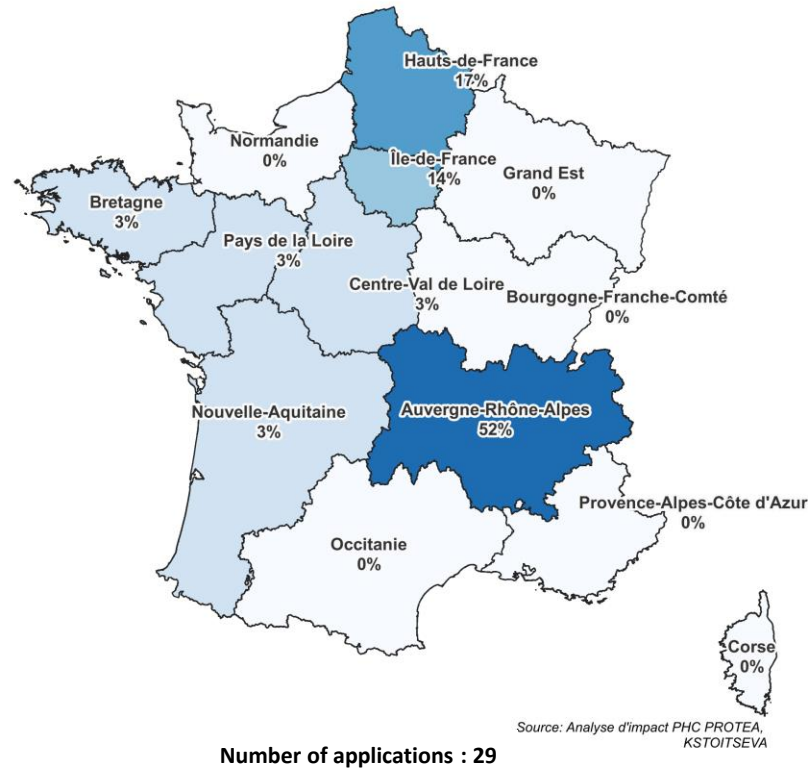 Hauts-de-France
17%
Normandie
0%
Île-de-France
14%
Grand Est
0%
Bretagne
3%
Pays de la Loire
3%
Centre-Val de Loire
3%
Bourgogne-Franche-Comté
0%
Nouvelle-Aquitaine
3%
Auvergne-Rhône-Alpes
52%
Provence-Alpes-Côte d'Azur
0%
Occitanie
0%
Corse
0%
Source: Analyse d'impact PHC PROTEA,
KSTOITSEVA
Number of applications : 29